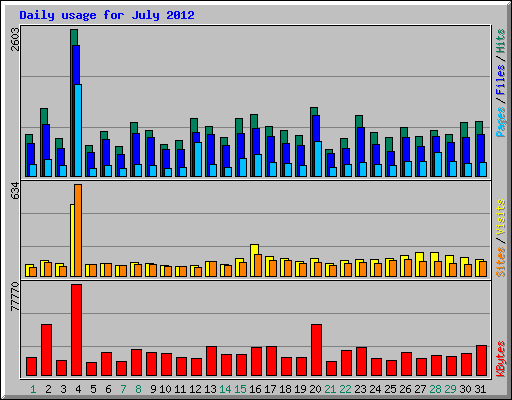 Daily usage for July 2012
2603
Pages / Files / Hits
634
Sites / Visits
77770
KBytes
1 2 3 4 5 6 7 8 9 10 11 12 13 14 15 16 17 18 19 20 21 22 23 24 25 26 27 28 29 30 31